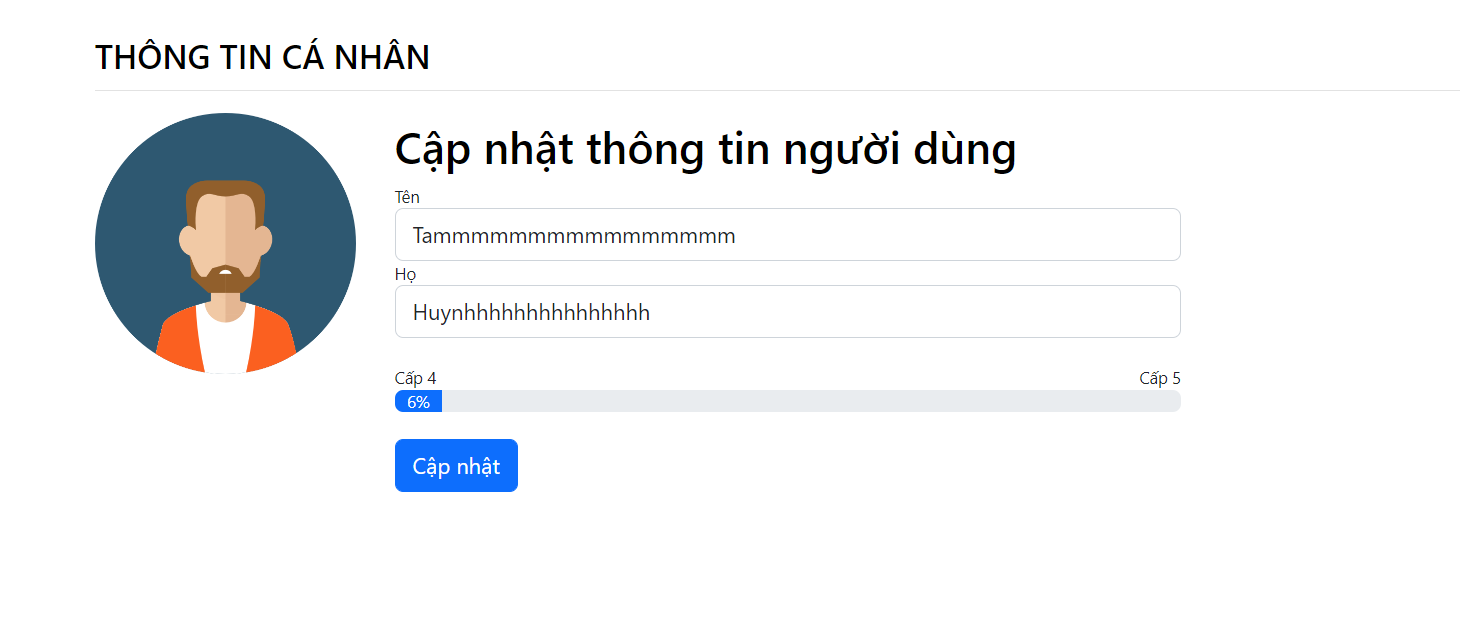 THÔNG TIN CÁ NHÂN
Cập nhật thông tin người dùng
Tên
Tammmmmmmmmmmmmmmm
Họ
Huynhhhhhhhhhhhhhhh
Cấp 4 Cấp 5
6%
Cập nhật